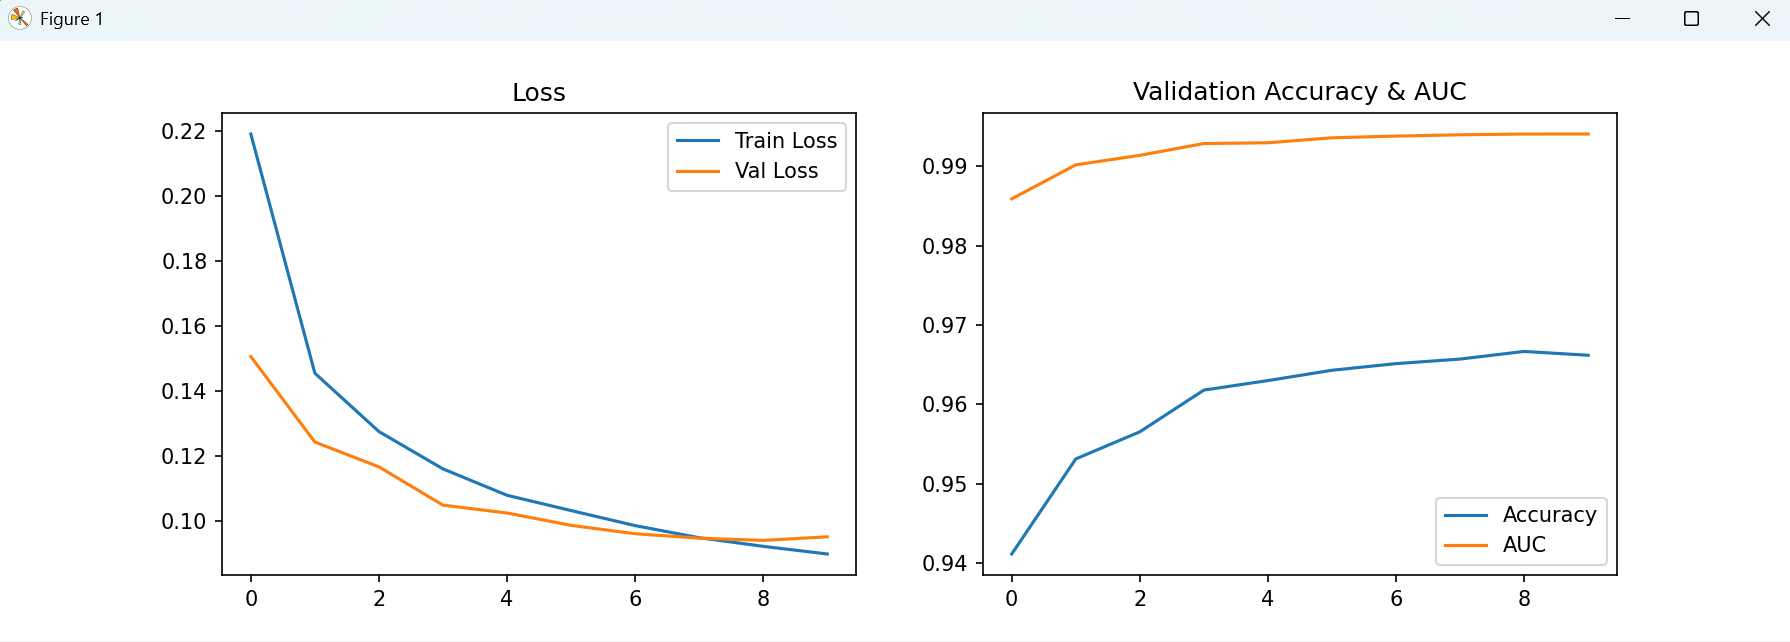 Figure 1
Loss
0.22
0.20
0.18
0.16
0.14
0.12
0.10
0 2 4 6 8
Train Loss
Val Loss
Validation Accuracy & AUC
0.99
0.98
0.97
0.96
0.95
0.94
0 2 4 6 8
Accuracy
AUC